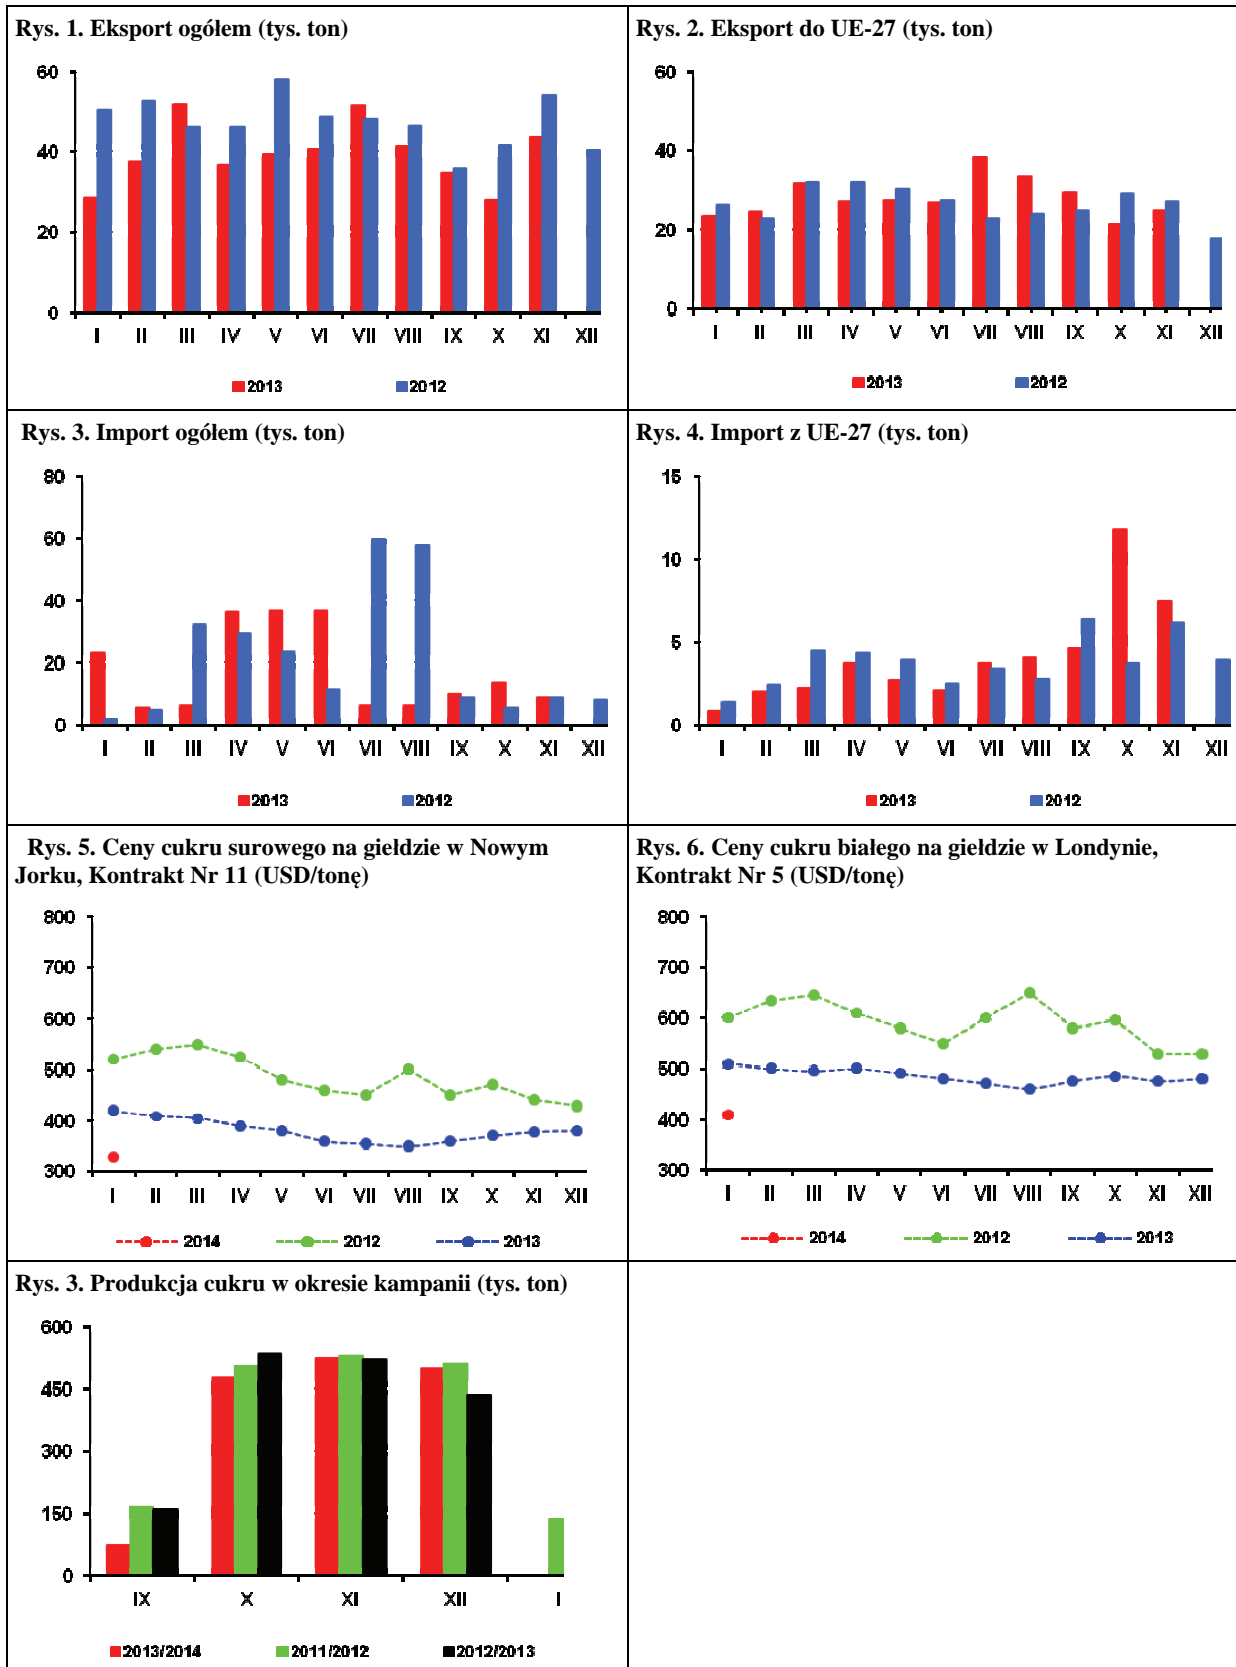 Rys. 1. Eksport ogółem (tys. ton)
60
40
20
0
I II III IV V VI VII VIII IX X XI XII
2013 2012
Rys. 2. Eksport do UE-27 (tys. ton)
60
40
20
0
I II III IV V VI VII VIII IX X XI XII
2013 2012
Rys. 3. Import ogółem (tys. ton)
80
60
40
20
0
I II III IV V VI VII VIII IX X XI XII
2013 2012
Rys. 4. Import z UE-27 (tys. ton)
15
10
5
0
I II III IV V VI VII VIII IX X XI XII
2013 2012
Rys. 5. Ceny cukru surowego na giełdzie w Nowym
Jorku, Kontrakt Nr 11 (USD/tonę)
800
700
600
500
400
300
I II III IV V VI VII VIII IX X XI XII
2014 2012 2013
Rys. 6. Ceny cukru białego na giełdzie w Londynie,
Kontrakt Nr 5 (USD/tonę)
800
700
600
500
400
300
I II III IV V VI VII VIII IX X XI XII
2014 2012 2013
Rys. 3. Produkcja cukru w okresie kampanii (tys. ton)
600
450
300
150
0
IX X XI XII I
2013/2014 2011/2012 2012/2013